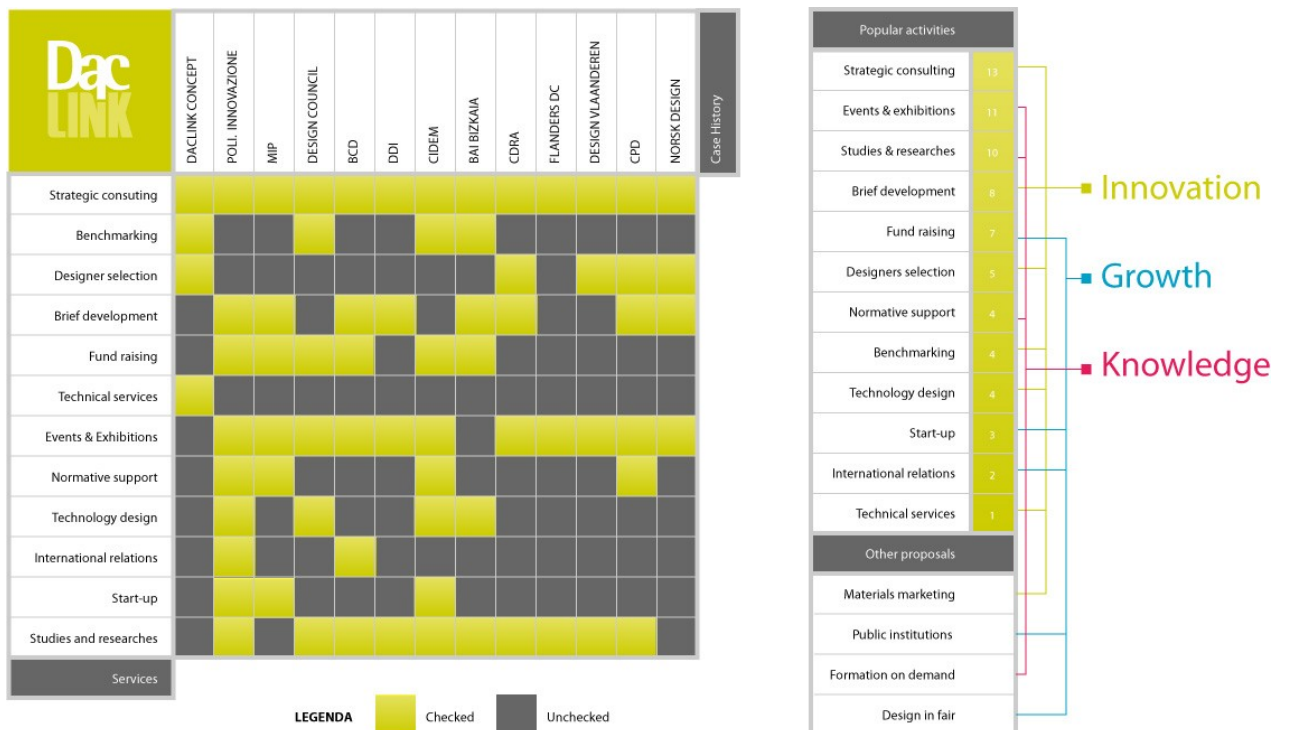 Dac
LINK
DACLINK CONCEPT
POLI. INNOVAZIONE
MIP
DESIGN COUNCIL
BCD
DDI
CIDEM
BAI BIZKAIA
CDRA
FLANDERS DC
DESIGN VLAANDEREN
CPD
NORSK DESIGN
Case History
Strategic consuting
Benchmarking
Designer selection
Brief development
Fund raising
Technical services
Events & Exhibitions
Normative support
Technology design
International relations
Start-up
Studies and researches
Services
LEGENDA Checked Unchecked
Popular activities
Strategic consulting 13
Events & exhibitions 11
Studies & researches 10
Brief development 8
Fund raising 7
Designers selection 5
Normative support 4
Benchmarking 4
Technology design 4
Start-up 3
International relations 2
Technical services 1
Other proposals
Materials marketing
Public institutions
Formation on demand
Design in fair
Innovation
Growth
Knowledge